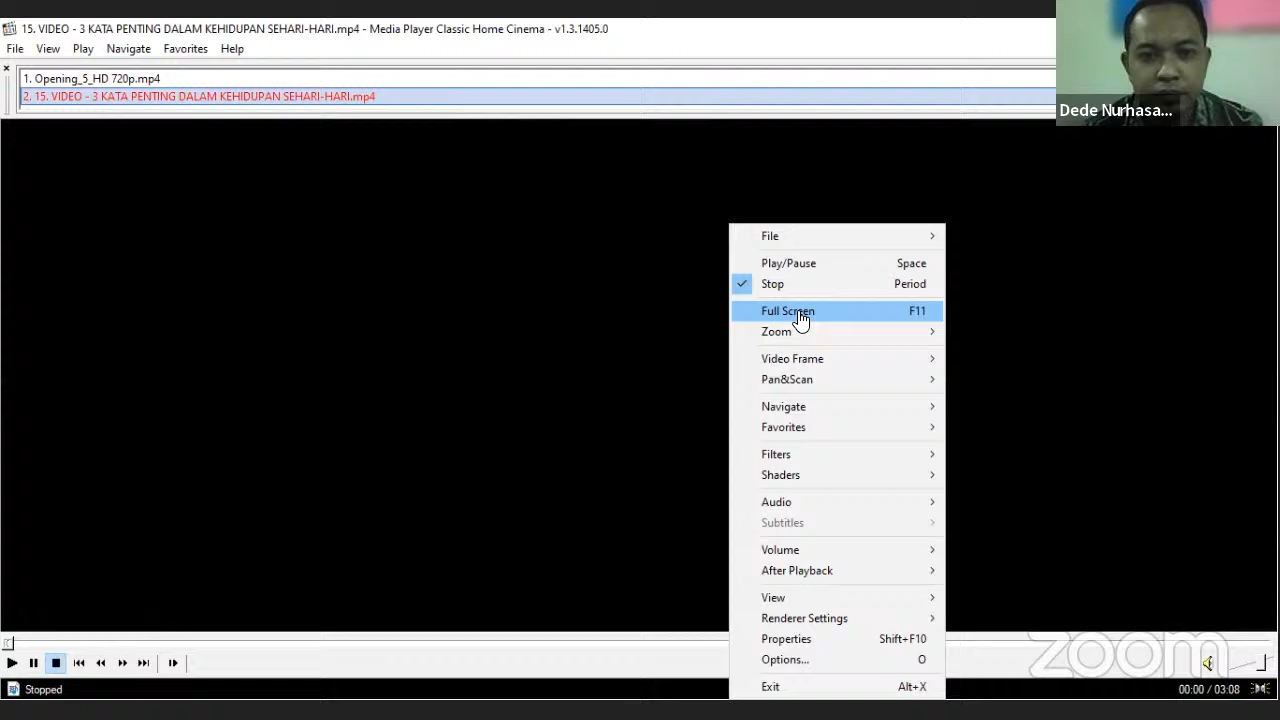 15. VIDEO - 3 KATA PENTING DALAM KEHIDUPAN SEHARI-HARI.mp4 - Media Player Classic Home Cinema - v1.3.1405.0
File View Play Navigate Favorites Help
1. Opening_5_HD 720p.mp4
2. 15. VIDEO - 3 KATA PENTING DALAM KEHIDUPAN SEHARI-HARI.mp4
Dede Nurhasa...
File
Play/Pause Space
Stop Period
Full Screen F11
Zoom
Video Frame
Pan&Scan
Navigate
Favorites
Filters
Shaders
Audio
Subtitles
Volume
After Playback
View
Renderer Settings
Properties Shift+F10
Options... O
Exit Alt+X
zoom
Stopped
00:00 / 03:08